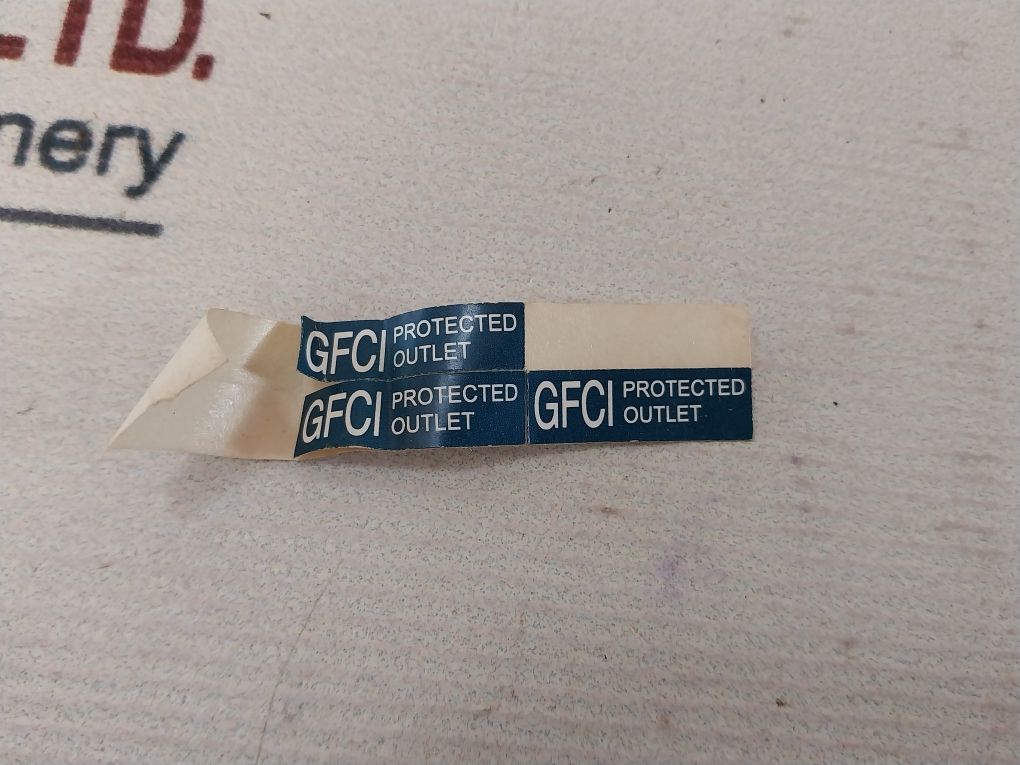 LTD.
nery
GFCI PROTECTED
OUTLET
GFCI PROTECTED
OUTLET
GFCI PROTECTED
OUTLET